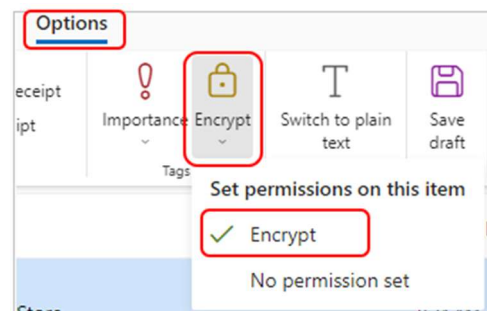 Options
eceipt
ipt
Importance
Encrypt
Switch to plain
text
Save
draft
Tags
Set permissions on this item
Encrypt
No permission set